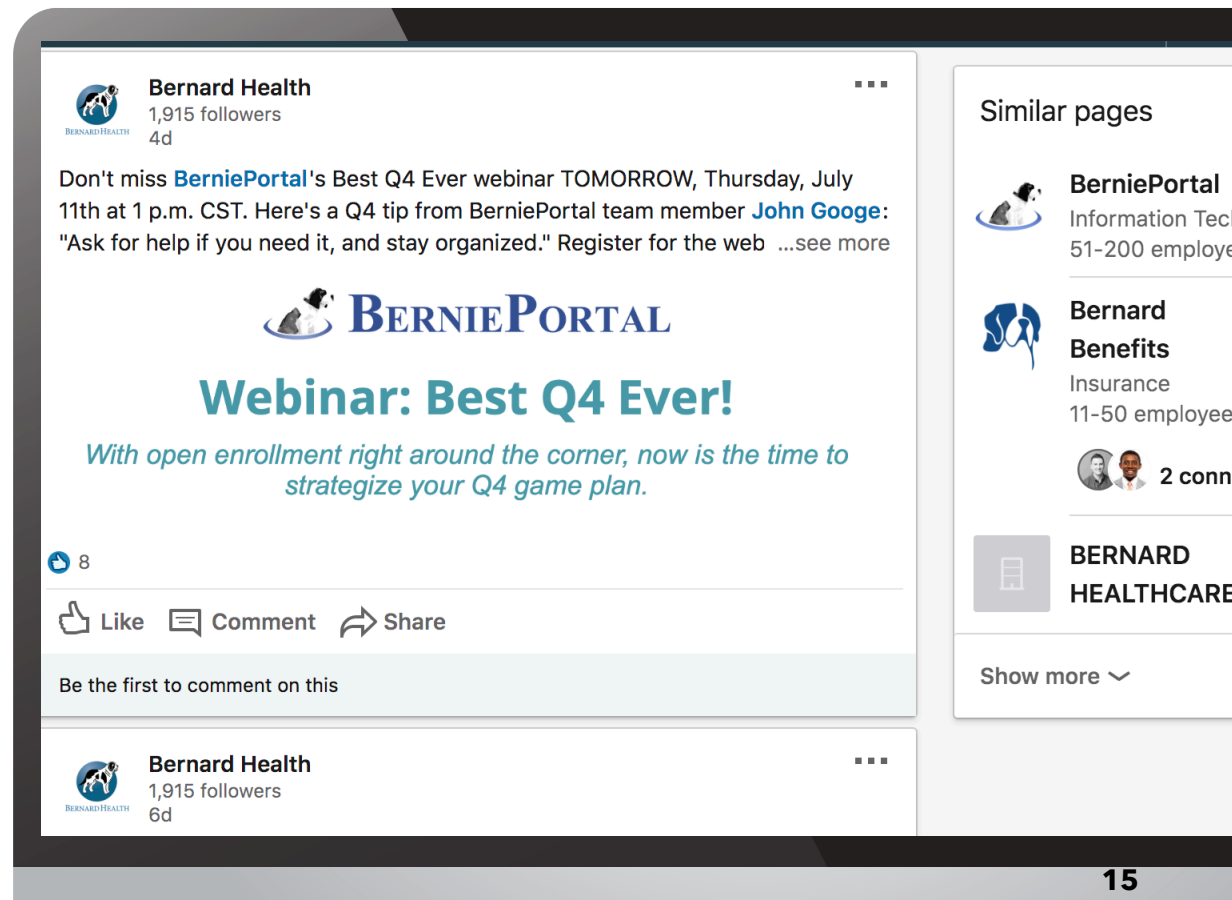 Bernard Health
1,915 followers
4d
BERNARD HEALTH
Don't miss BerniePortal's Best Q4 Ever webinar TOMORROW, Thursday, July
11th at 1 p.m. CST. Here's a Q4 tip from BerniePortal team member John Googe:
"Ask for help if you need it, and stay organized." Register for the web ...see more
BERNIEPORTAL
Webinar: Best Q4 Ever!
With open enrollment right around the corner, now is the time to
strategize your Q4 game plan.
8
Like Comment Share
Be the first to comment on this
Bernard Health
1,915 followers
6d
BERNARD HEALTH
Similar pages
BerniePortal
Information Tec
51-200 employe
Bernard
Benefits
Insurance
11-50 employee
2 conn
BERNARD
HEALTHCARE
Show more
15